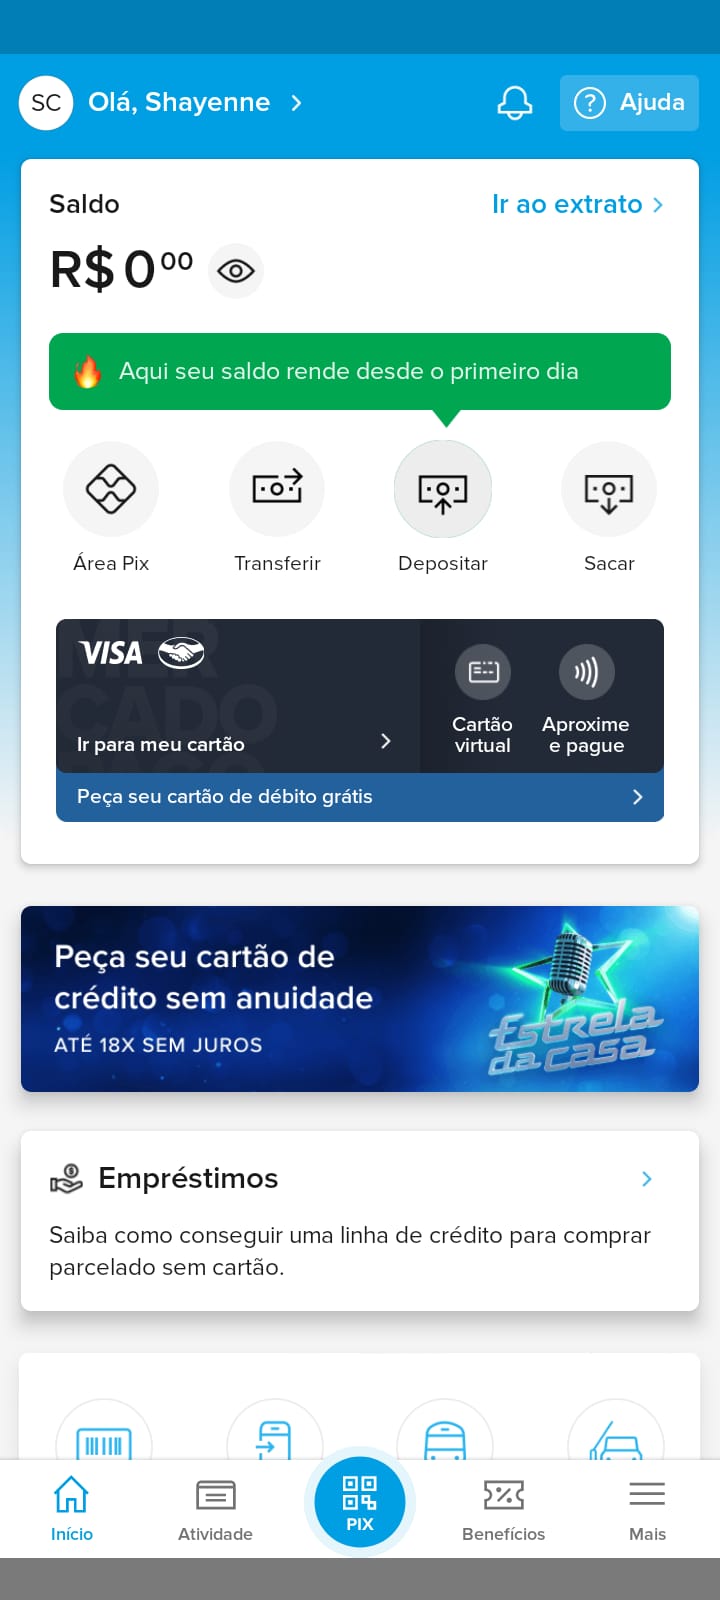 SC
Olá, Shayenne
Ajuda
Saldo
Ir ao extrato
R$ 0 00
Aqui seu saldo rende desde o primeiro dia
Área Pix
Transferir
Depositar
Sacar
MER
CADO
VISA
Ir para meu cartão
Cartão
virtual
Aproxime
e pague
Peça seu cartão de débito grátis
Peça seu cartão de
crédito sem anuidade
ATÉ 18X SEM JUROS
Estrela
da casa
Empréstimos
Saiba como conseguir uma linha de crédito para comprar
parcelado sem cartão.
Início
Atividade
PIX
Benefícios
Mais